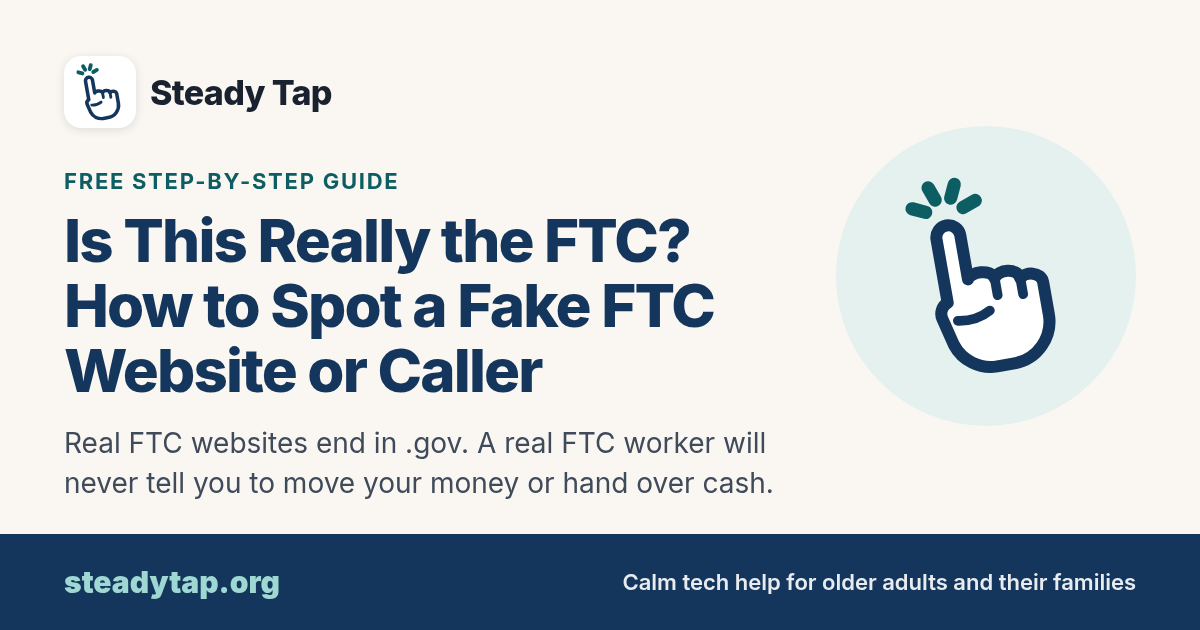 Steady Tap
FREE STEP-BY-STEP GUIDE
Is This Really the FTC?
How to Spot a Fake FTC
Website or Caller
Real FTC websites end in .gov. A real FTC worker will
never tell you to move your money or hand over cash.
steadytap.org
Calm tech help for older adults and their families